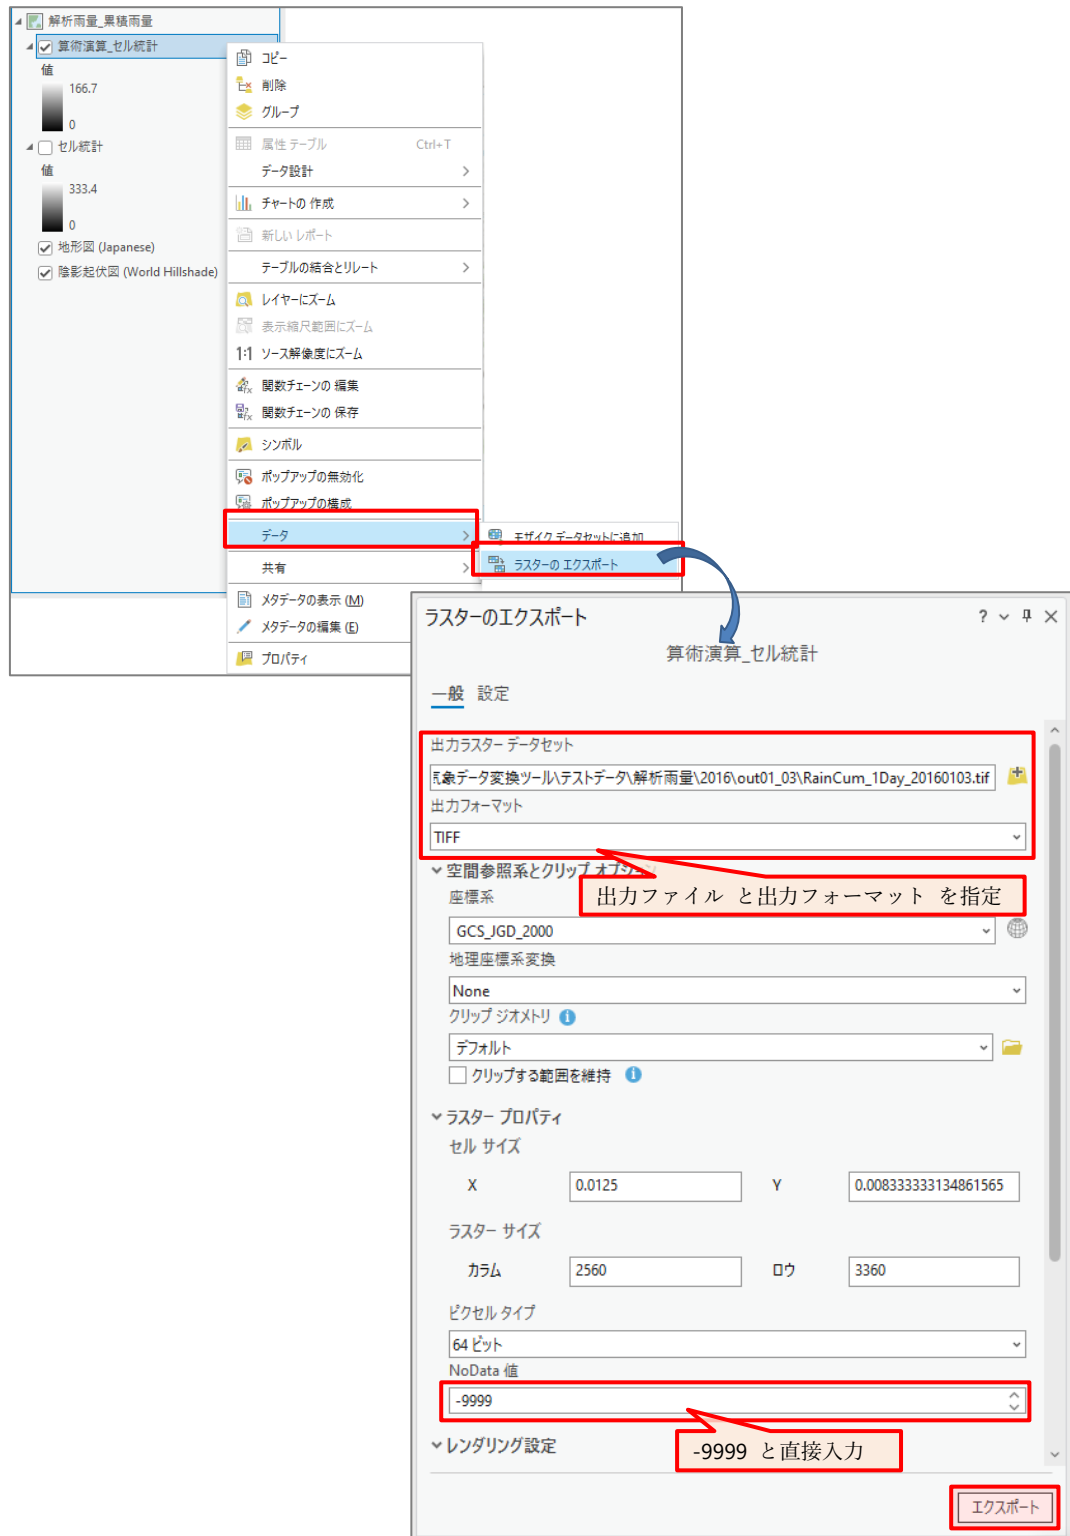 解析雨量_累積雨量
算術演算_セル統計
値
166.7
0
セル統計
値
333.4
0
地形図 (Japanese)
陰影起伏図 (World Hillshade)
コピー
削除
グループ
属性テーブル Ctrl+T
データ設計
チャートの 作成
新しい レポート
テーブルの結合とリレート
レイヤーにズーム
表示縮尺範囲にズーム
1:1 ソース解像度にズーム
関数チェーンの 編集
関数チェーンの 保存
シンボル
ポップアップの無効化
ポップアップの構成
データ
共有
メタデータの表示 (M)
メタデータの編集 (E)
プロパティ
モザイク データセットに追加
ラスターの エクスポート
ラスターのエクスポート
算術演算_セル統計
一般 設定
出力ラスター データセット
気象データ変換ツール\テストデータ\解析雨量\2016\out01_03\RainCum_1Day_20160103.tif
出力フォーマット
TIFF
空間参照系とクリップ オプション
出力ファイル と出力フォーマット を指定
座標系
GCS_JGD_2000
地理座標系変換
None
クリップ ジオメトリ
デフォルト
クリップする範囲を維持
ラスター プロパティ
セル サイズ
X 0.0125 Y 0.008333333134861565
ラスター サイズ
カラム 2560 ロウ 3360
ピクセル タイプ
64 ビット
NoData 値
-9999
-9999 と直接入力
レンダリング設定
エクスポート